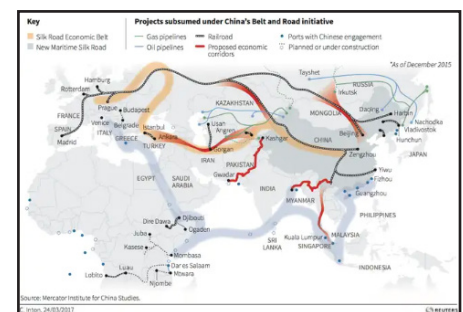 Key
Projects subsumed under China's Belt and Road initiative
Silk Road Economic Belt
New Maritime Silk Road
Gas pipelines
Oil pipelines
Railroad
Proposed economic corridors
Ports with Chinese engagement
Planned or under construction
*As of December 2015
Hamburg
Rotterdam
Tayshet
RUSSIA
Irkutsk
FRANCE
Prague
Budapest
KAZAKHSTAN
MONGOLIA
Daqing
Harbin
SPAIN
Venice
Belgrade
Istanbul
Nachodka
Vladivostok
Madrid
ITALY
GREECE
Ankara
TURKEY
Angren
Beijing
Hunchun
Gorgan
Kashgar
CHINA
IRAN
Zengzhou
JAPAN
PAKISTAN
EGYPT
SAUDI
ARABIA
Gwadar
Yiwu
INDIA
Fizhou
MYANMAR
Guangzhou
Dire Dawa
Djibouti
Ogadon
PHILIPPINES
Juba
SRI
LANKA
Kuala Lumpur
MALAYSIA
SINGAPORE
Kasese
Mombasa
Dar es Salaam
INDONESIA
Lobito
Luau
Mtwara
Njombe
Source: Mercator Institute for China Studies.
C. Inton, 24/03/2017
REUTERS